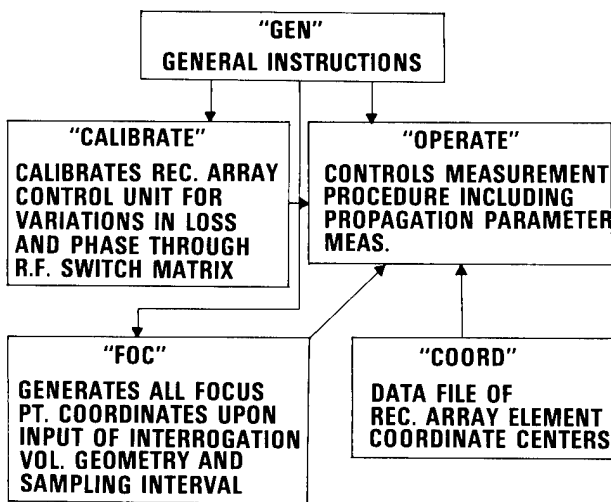 "GEN"
GENERAL INSTRUCTIONS
"CALIBRATE"
CALIBRATES REC. ARRAY
CONTROL UNIT FOR
VARIATIONS IN LOSS
AND PHASE THROUGH
R.F. SWITCH MATRIX
"OPERATE"
CONTROLS MEASUREMENT
PROCEDURE INCLUDING
PROPAGATION PARAMETER
MEAS.
"FOC"
GENERATES ALL FOCUS
PT. COORDINATES UPON
INPUT OF INTERROGATION
VOL. GEOMETRY AND
SAMPLING INTERVAL
"COORD"
DATA FILE OF
REC. ARRAY ELEMENT
COORDINATE CENTERS